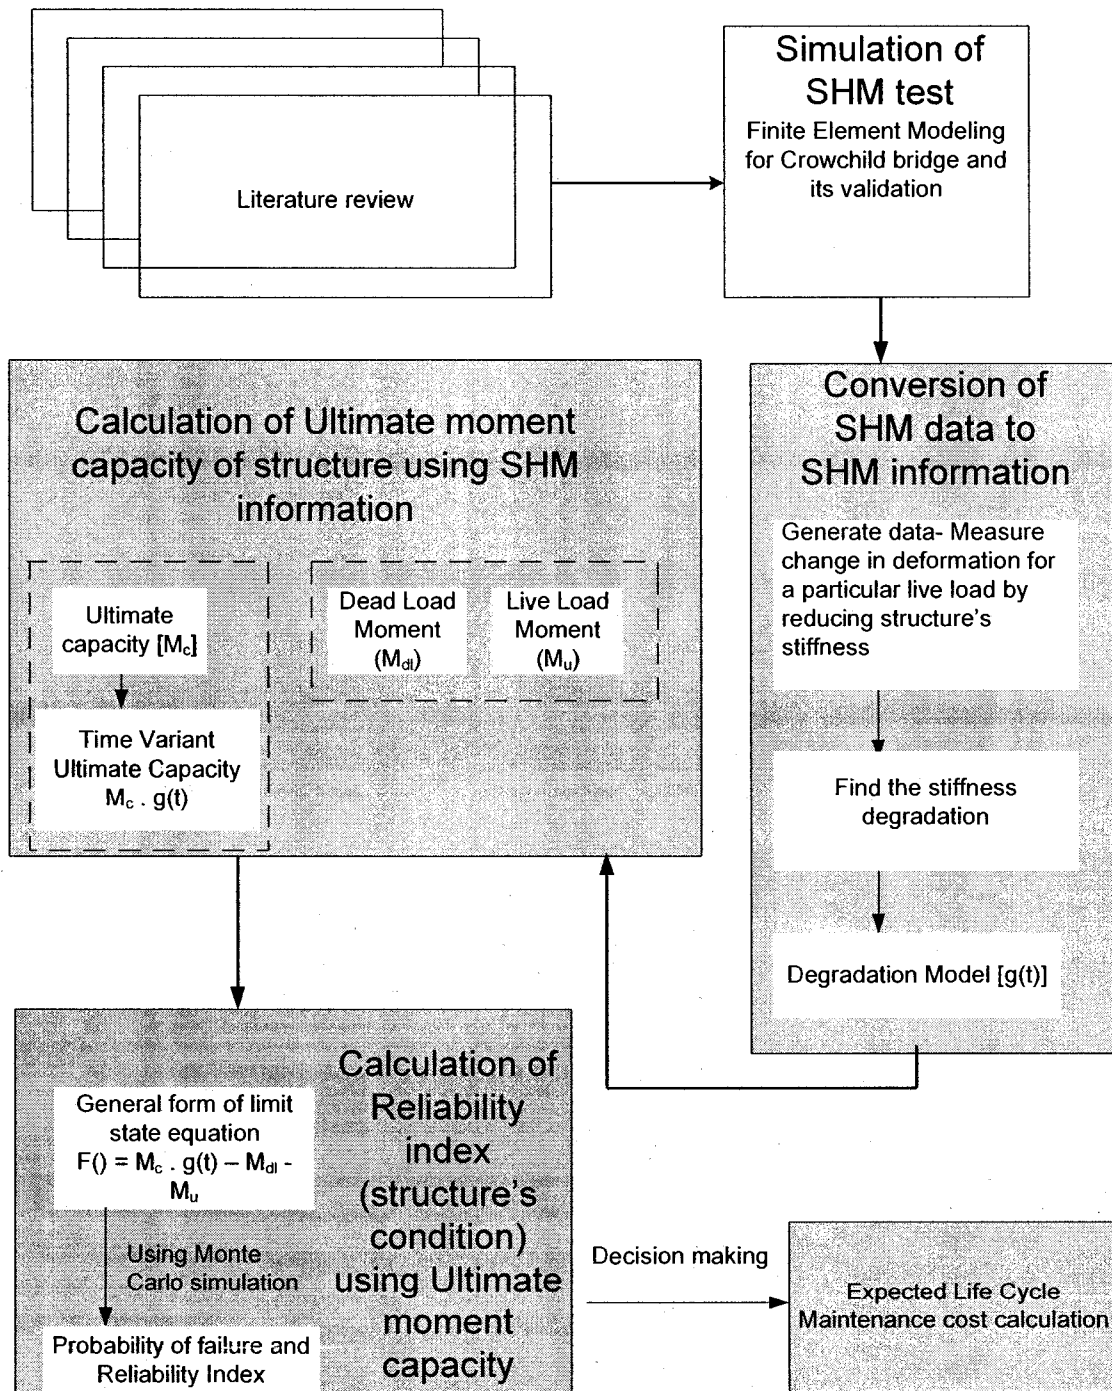 Literature review
Simulation of
SHM test
Finite Element Modeling
for Crowchild bridge and
its validation
Conversion of
SHM data to
SHM information
Generate data- Measure
change in deformation for
a particular live load by
reducing structure's
stiffness
Find the stiffness
degradation
Degradation Model [g(t)]
Calculation of Ultimate moment
capacity of structure using SHM
information
Ultimate
capacity [Mc]
Time Variant
Ultimate Capacity
Mc . g(t)
Dead Load
Moment
(Mdl)
Live Load
Moment
(Mu)
Calculation of
Reliability
index
(structure's
condition)
using Ultimate
moment
capacity
General form of limit
state equation
F() = Mc . g(t) – Mdl -
Mu
Using Monte
Carlo simulation
Probability of failure and
Reliability Index
Decision making
Expected Life Cycle
Maintenance cost calculation